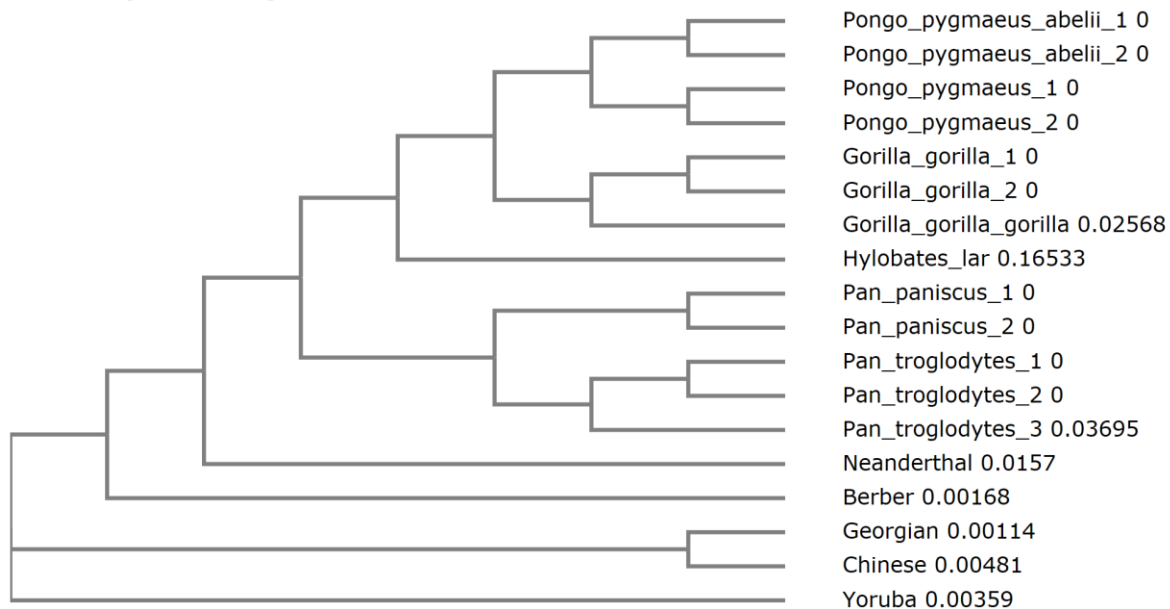 Pongo_pygmaeus_abelii_1 0
Pongo_pygmaeus_abelii_2 0
Pongo_pygmaeus_1 0
Pongo_pygmaeus_2 0
Gorilla_gorilla_1 0
Gorilla_gorilla_2 0
Gorilla_gorilla_gorilla 0.02568
Hylobates_lar 0.16533
Pan_paniscus_1 0
Pan_paniscus_2 0
Pan_troglodytes_1 0
Pan_troglodytes_2 0
Pan_troglodytes_3 0.03695
Neanderthal 0.0157
Berber 0.00168
Georgian 0.00114
Chinese 0.00481
Yoruba 0.00359